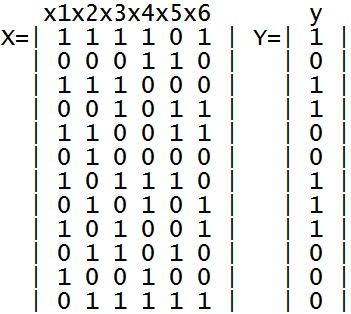 x1x2x3x4x5x6 y
X=| 1 1 1 1 0 1 | Y=| 1 |
| 0 0 0 1 1 0 | | 0 |
| 1 1 1 0 0 0 | | 1 |
| 0 0 1 0 1 1 | | 1 |
| 1 1 0 0 1 1 | | 0 |
| 0 1 0 0 0 0 | | 0 |
| 1 0 1 1 1 0 | | 1 |
| 0 1 0 1 0 1 | | 1 |
| 1 0 1 0 0 1 | | 1 |
| 0 1 1 0 1 0 | | 0 |
| 1 0 0 1 0 0 | | 0 |
| 0 1 1 1 1 1 | | 0 |